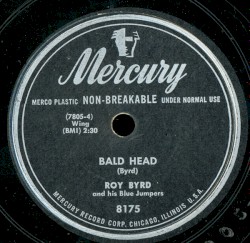 Mercury
MERCO PLASTIC NON-BREAKABLE UNDER NORMAL USE
(7805-4)
Wing
(BMI) 2:30
BALD HEAD
(Byrd)
ROY BYRD
and his Blue Jumpers
8175
MERCURY RECORD CORP. CHICAGO, ILLINOIS U.S.A.